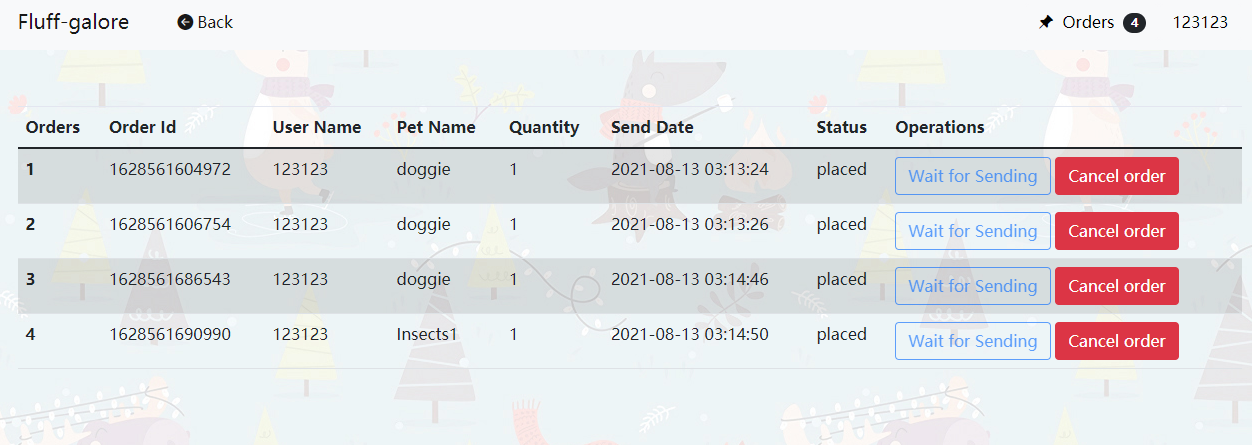 Fluff-galore Back Orders 4 123123
Orders Order Id User Name Pet Name Quantity Send Date Status Operations
1 1628561604972 123123 doggie 1 2021-08-13 03:13:24 placed Wait for Sending Cancel order
2 1628561606754 123123 doggie 1 2021-08-13 03:13:26 placed Wait for Sending Cancel order
3 1628561686543 123123 doggie 1 2021-08-13 03:14:46 placed Wait for Sending Cancel order
4 1628561690990 123123 Insects1 1 2021-08-13 03:14:50 placed Wait for Sending Cancel order